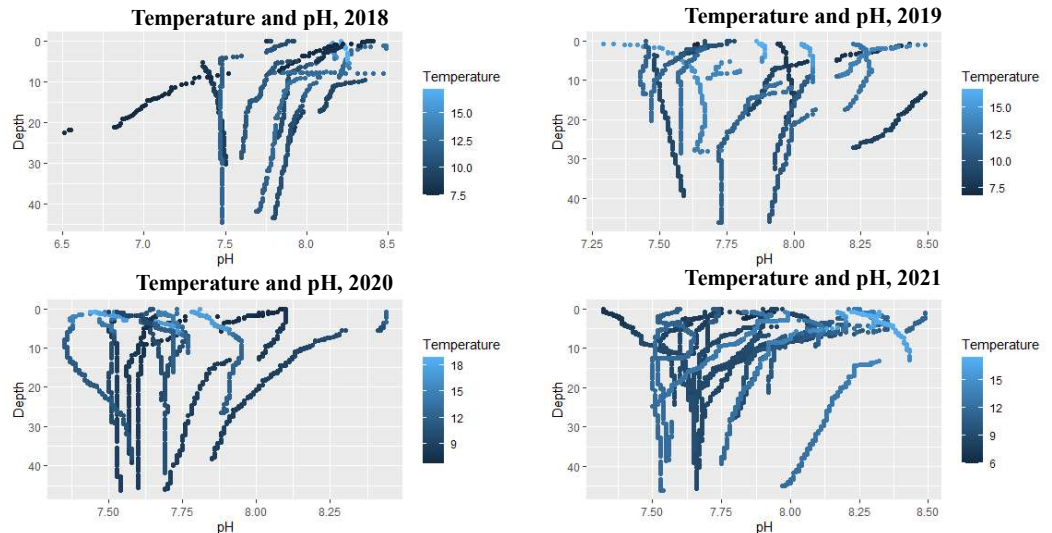 Temperature and pH, 2018
0
10
20
30
40
Depth
6.5 7.0 7.5 8.0 8.5
pH
Temperature
15.0
12.5
10.0
7.5
Temperature and pH, 2019
0
10
20
30
40
Depth
7.25 7.50 7.75 8.00 8.25 8.50
pH
Temperature
15.0
12.5
10.0
7.5
Temperature and pH, 2020
0
10
20
30
40
Depth
7.50 7.75 8.00 8.25
pH
Temperature
18
15
12
9
Temperature and pH, 2021
0
10
20
30
40
Depth
7.50 7.75 8.00 8.25 8.50
pH
Temperature
15
12
9
6